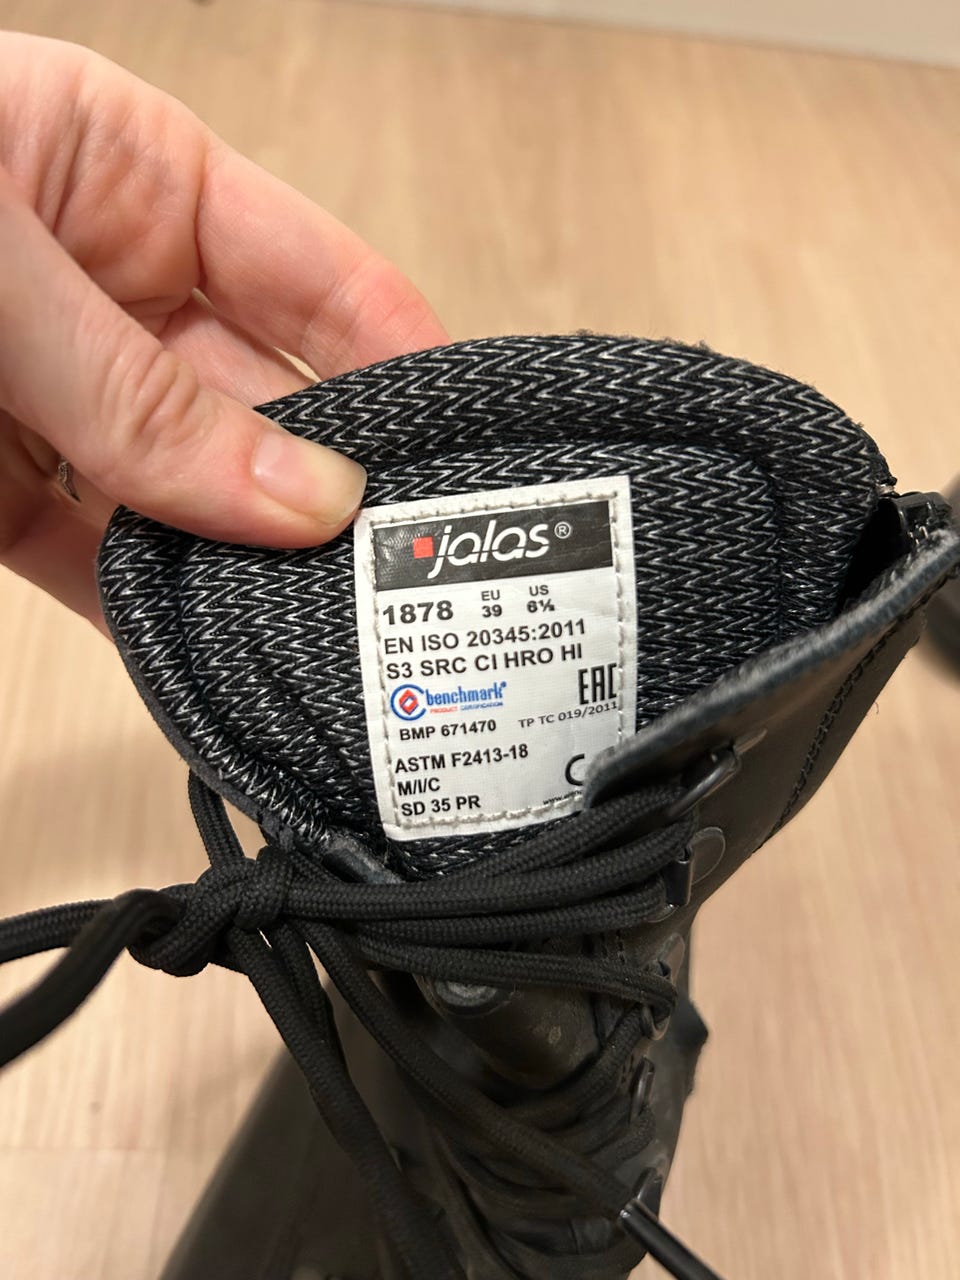 jalas®
EU US
1878 39 6½
EN ISO 20345:2011
S3 SRC CI HRO HI
benchmark® EAC
PRODUCT CERTIFICATION
BMP 671470 TP TC 019/2011
ASTM F2413-18
M/I/C
SD 35 PR